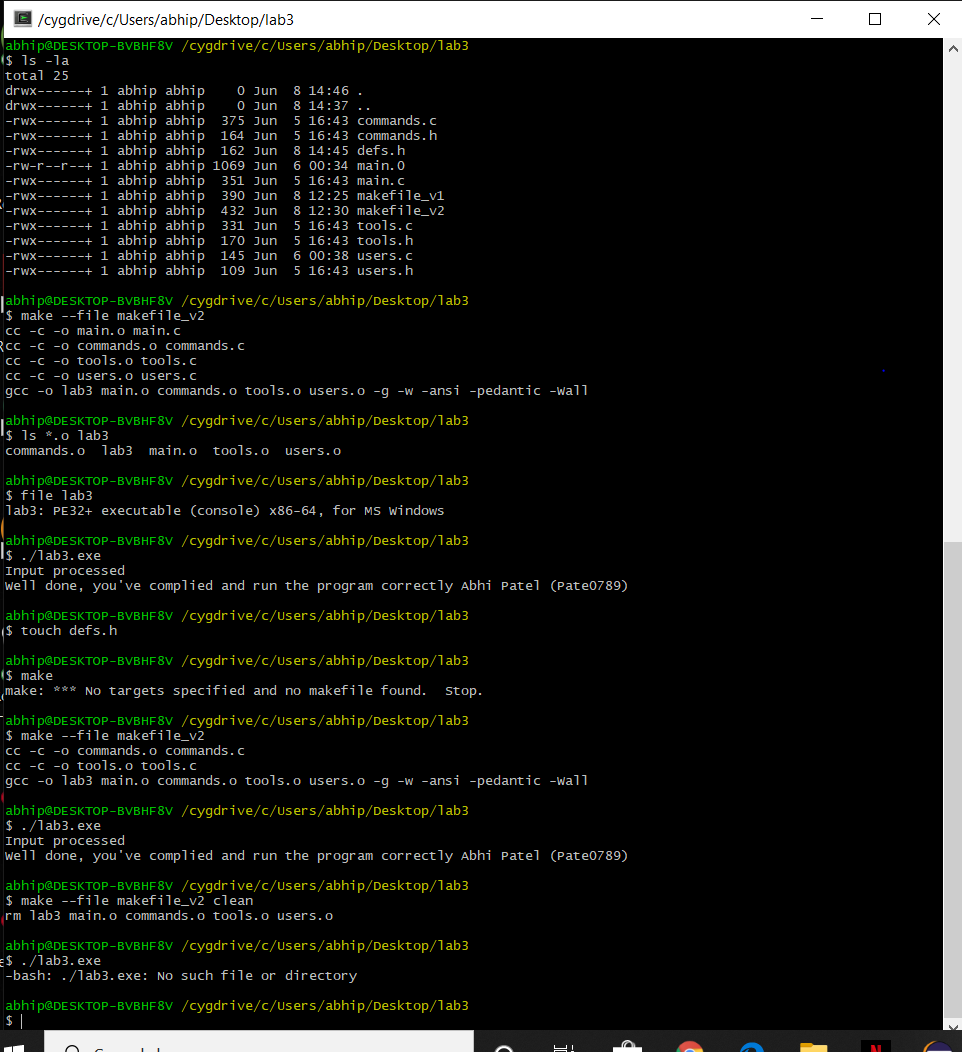 /cygdrive/c/Users/abhip/Desktop/lab3
abhip@DESKTOP-BVBHF8V /cygdrive/c/Users/abhip/Desktop/lab3
$ ls -la
total 25
drwx------+ 1 abhip abhip    0 Jun  8 14:46 .
drwx------+ 1 abhip abhip    0 Jun  8 14:37 ..
-rwx------+ 1 abhip abhip  375 Jun  5 16:43 commands.c
-rwx------+ 1 abhip abhip  164 Jun  5 16:43 commands.h
-rwx------+ 1 abhip abhip  162 Jun  8 14:45 defs.h
-rw-r--r--+ 1 abhip abhip 1069 Jun  6 00:34 main.0
-rwx------+ 1 abhip abhip  351 Jun  5 16:43 main.c
-rwx------+ 1 abhip abhip  390 Jun  8 12:25 makefile_v1
-rwx------+ 1 abhip abhip  432 Jun  8 12:30 makefile_v2
-rwx------+ 1 abhip abhip  331 Jun  5 16:43 tools.c
-rwx------+ 1 abhip abhip  170 Jun  5 16:43 tools.h
-rwx------+ 1 abhip abhip  145 Jun  6 00:38 users.c
-rwx------+ 1 abhip abhip  109 Jun  5 16:43 users.h
abhip@DESKTOP-BVBHF8V /cygdrive/c/Users/abhip/Desktop/lab3
$ make --file makefile_v2
cc -c -o main.o main.c
cc -c -o commands.o commands.c
cc -c -o tools.o tools.c
cc -c -o users.o users.c
gcc -o lab3 main.o commands.o tools.o users.o -g -w -ansi -pedantic -Wall
abhip@DESKTOP-BVBHF8V /cygdrive/c/Users/abhip/Desktop/lab3
$ ls *.o lab3
commands.o  lab3  main.o  tools.o  users.o
abhip@DESKTOP-BVBHF8V /cygdrive/c/Users/abhip/Desktop/lab3
$ file lab3
lab3: PE32+ executable (console) x86-64, for MS Windows
abhip@DESKTOP-BVBHF8V /cygdrive/c/Users/abhip/Desktop/lab3
$ ./lab3.exe
Input processed
Well done, you've complied and run the program correctly Abhi Patel (Pate0789)
abhip@DESKTOP-BVBHF8V /cygdrive/c/Users/abhip/Desktop/lab3
$ touch defs.h
abhip@DESKTOP-BVBHF8V /cygdrive/c/Users/abhip/Desktop/lab3
$ make
make: *** No targets specified and no makefile found.  Stop.
abhip@DESKTOP-BVBHF8V /cygdrive/c/Users/abhip/Desktop/lab3
$ make --file makefile_v2
cc -c -o commands.o commands.c
cc -c -o tools.o tools.c
gcc -o lab3 main.o commands.o tools.o users.o -g -w -ansi -pedantic -Wall
abhip@DESKTOP-BVBHF8V /cygdrive/c/Users/abhip/Desktop/lab3
$ ./lab3.exe
Input processed
Well done, you've complied and run the program correctly Abhi Patel (Pate0789)
abhip@DESKTOP-BVBHF8V /cygdrive/c/Users/abhip/Desktop/lab3
$ make --file makefile_v2 clean
rm lab3 main.o commands.o tools.o users.o
abhip@DESKTOP-BVBHF8V /cygdrive/c/Users/abhip/Desktop/lab3
$ ./lab3.exe
-bash: ./lab3.exe: No such file or directory
abhip@DESKTOP-BVBHF8V /cygdrive/c/Users/abhip/Desktop/lab3
$